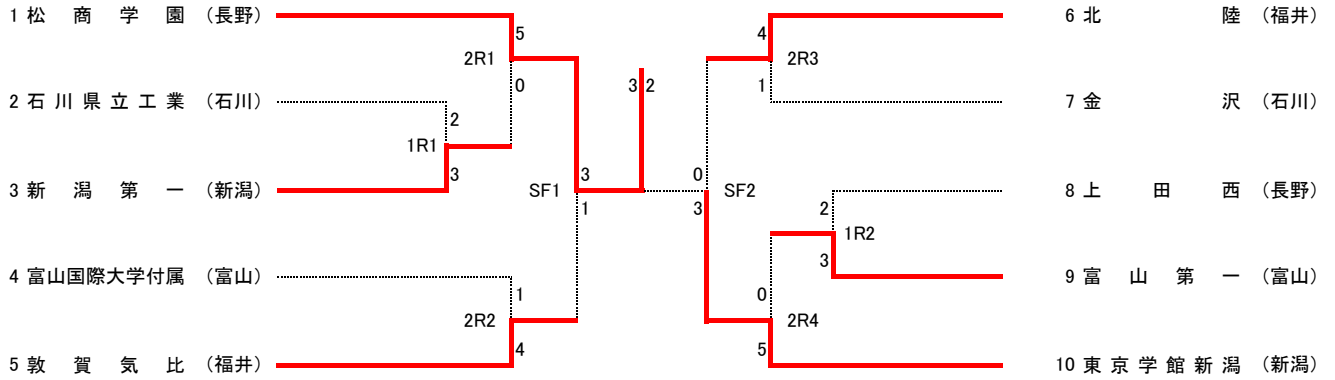 1 松商学園 (長野)
5
2R1
0
2 石川県立工業 (石川)
2
1R1
3
3 新潟第一 (新潟)
3
SF1
1
4 富山国際大学付属 (富山)
1
2R2
4
5 敦賀気比 (福井)
3 2
6 北陸 (福井)
4
2R3
1
7 金沢 (石川)
0
SF2
3
8 上田西 (長野)
2
1R2
3
9 富山第一 (富山)
0
2R4
5
10 東京学館新潟 (新潟)